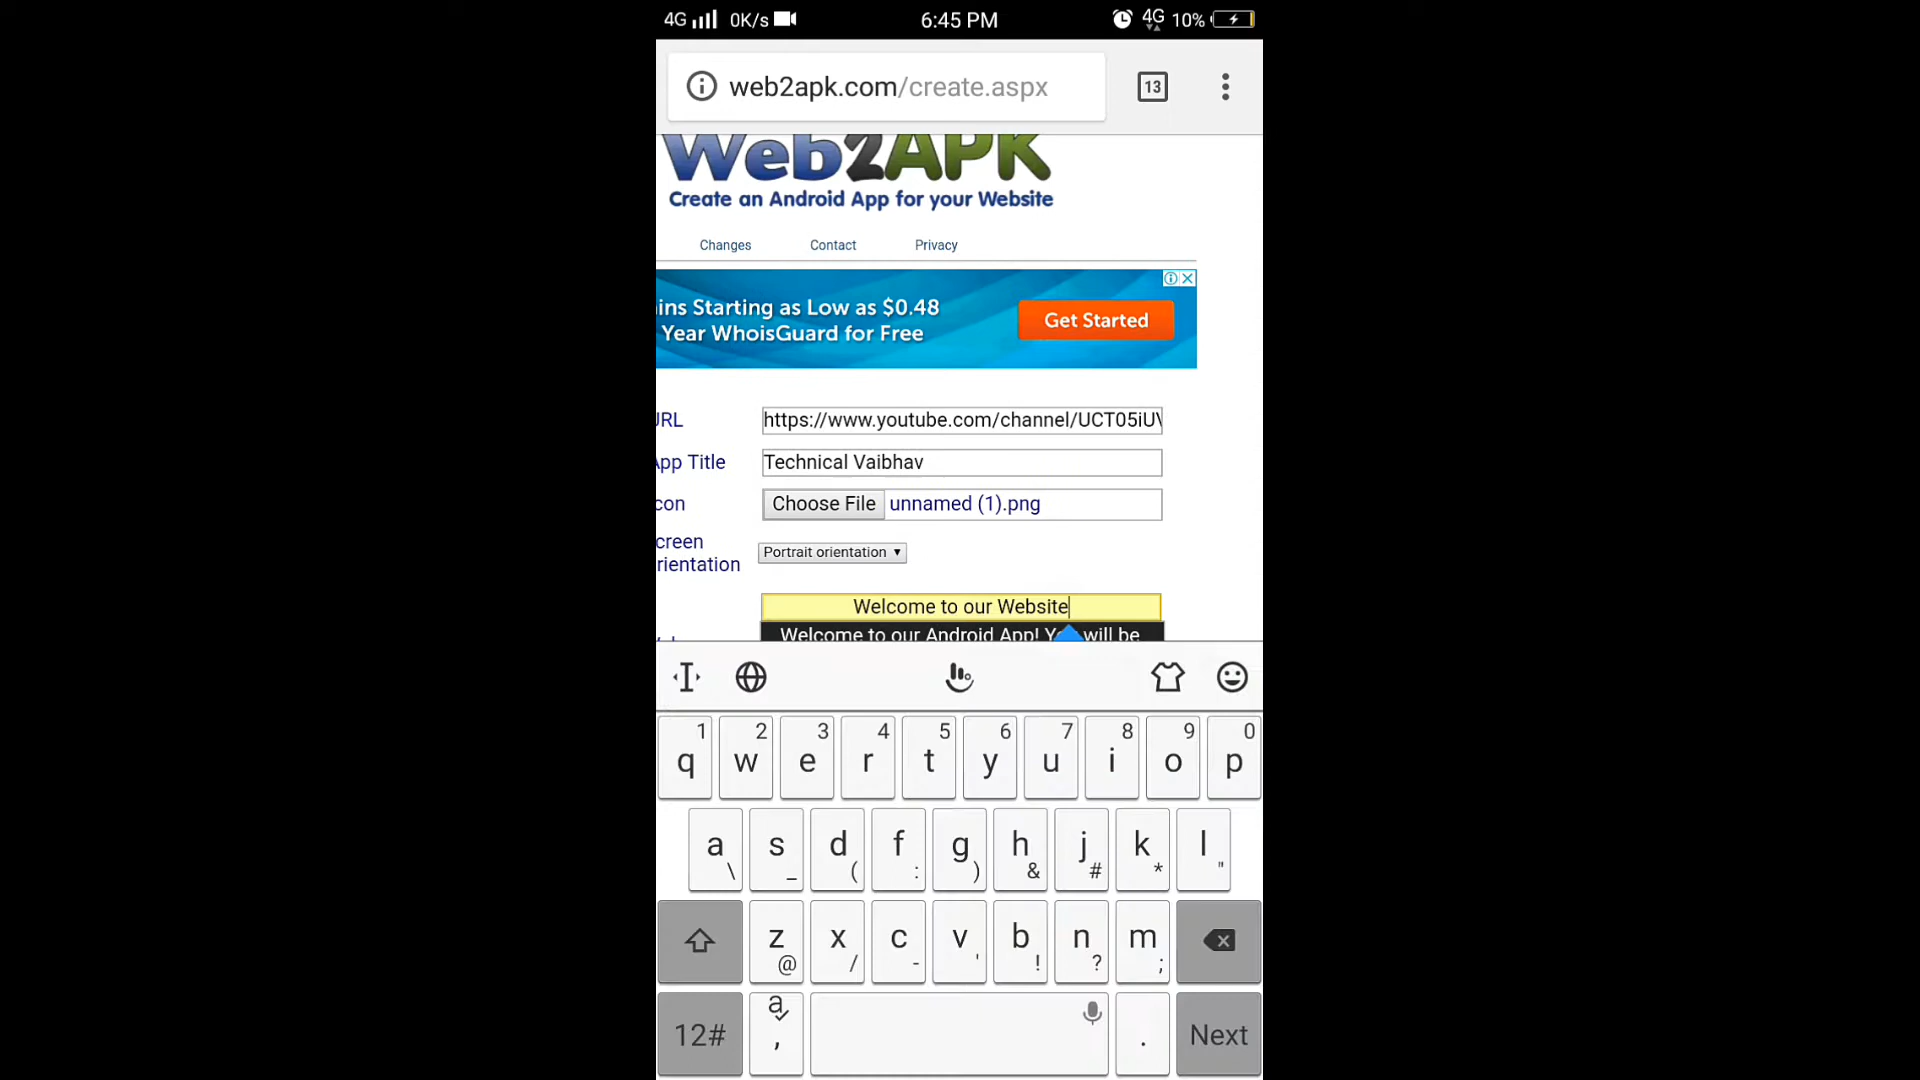 4G 0K/s 6:45 PM 4G 10%
web2apk.com/create.aspx 13
Web2APK
Create an Android App for your Website
Changes Contact Privacy
ins Starting as Low as $0.48
Year WhoisGuard for Free
Get Started
URL https://www.youtube.com/channel/UCT05iU
App Title Technical Vaibhav
con Choose File unnamed (1).png
creen
rientation
Portrait orientation
Welcome to our Website
Welcome to our Android App! will be
1 2 3 4 5 6 7 8 9 0
q w e r t y u i o p
a s d f g h j k l
\ _ ( : ) & # * "
z x c v b n m
@ / - ' ! ? ;
12# a , . Next